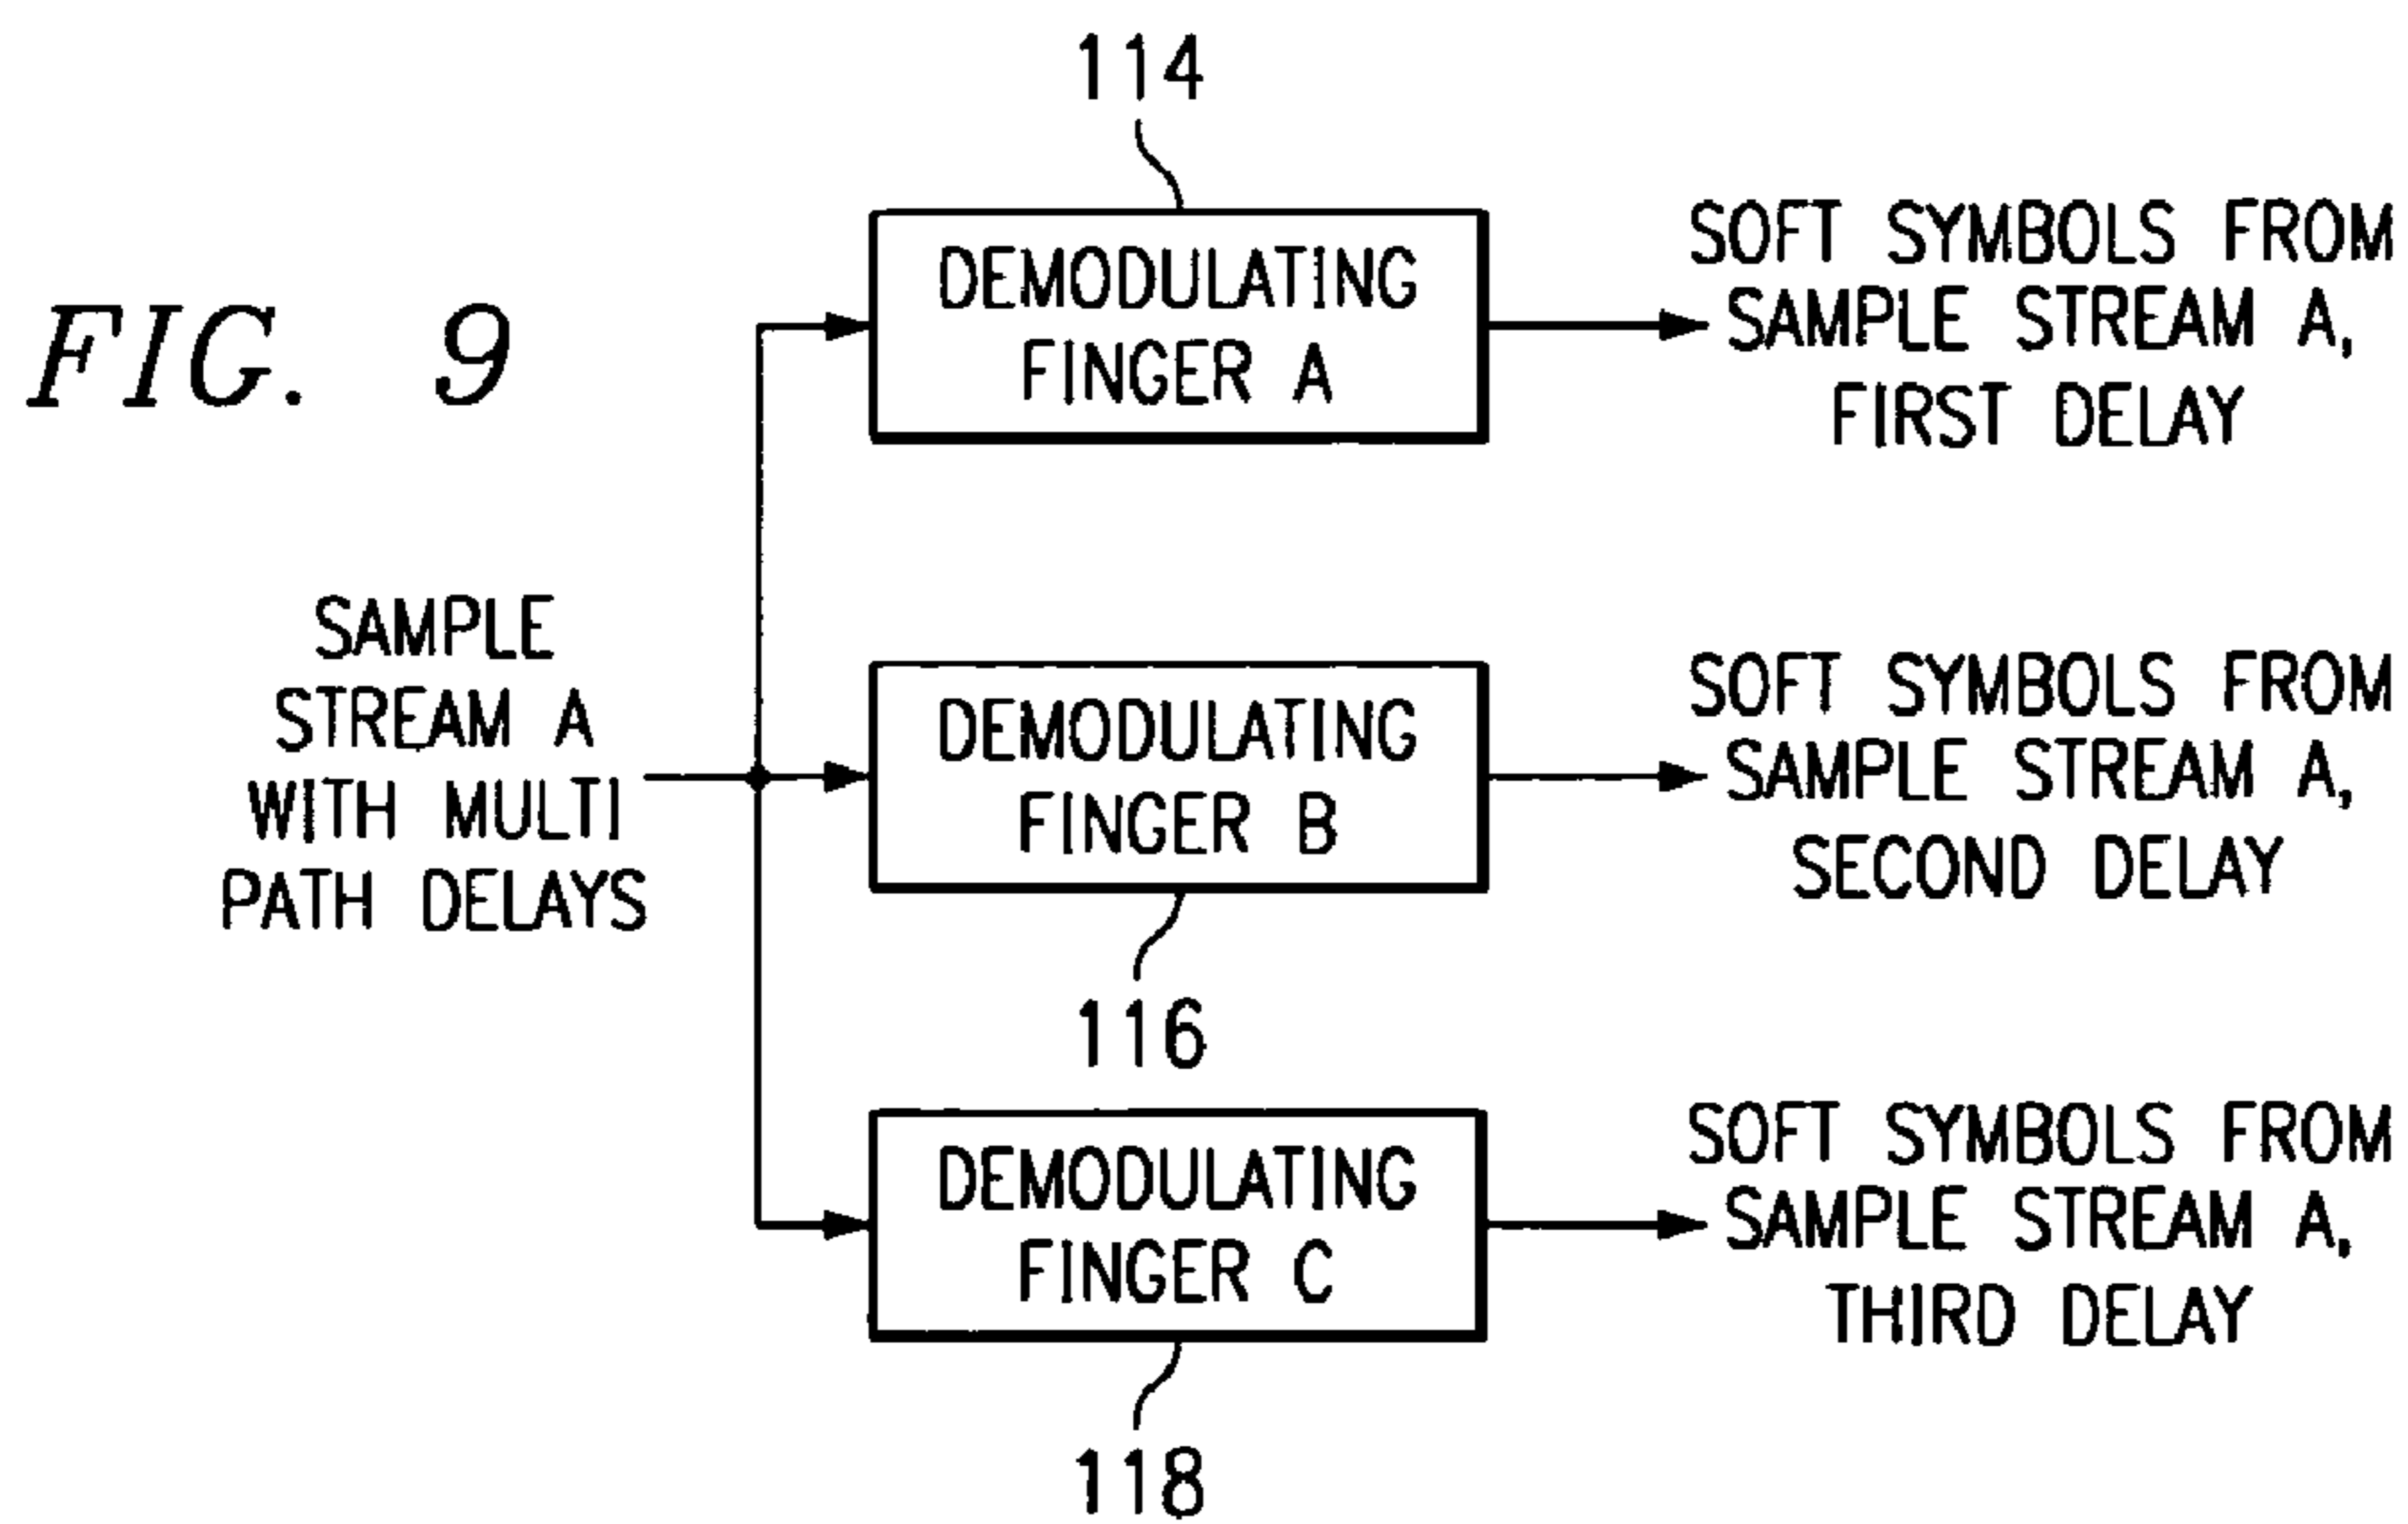 FIG. 9
114
DEMODULATING
FINGER A
SOFT SYMBOLS FROM
SAMPLE STREAM A,
FIRST DELAY
SAMPLE
STREAM A
WITH MULTI
PATH DELAYS
DEMODULATING
FINGER B
116
SOFT SYMBOLS FROM
SAMPLE STREAM A,
SECOND DELAY
DEMODULATING
FINGER C
118
SOFT SYMBOLS FROM
SAMPLE STREAM A,
THIRD DELAY